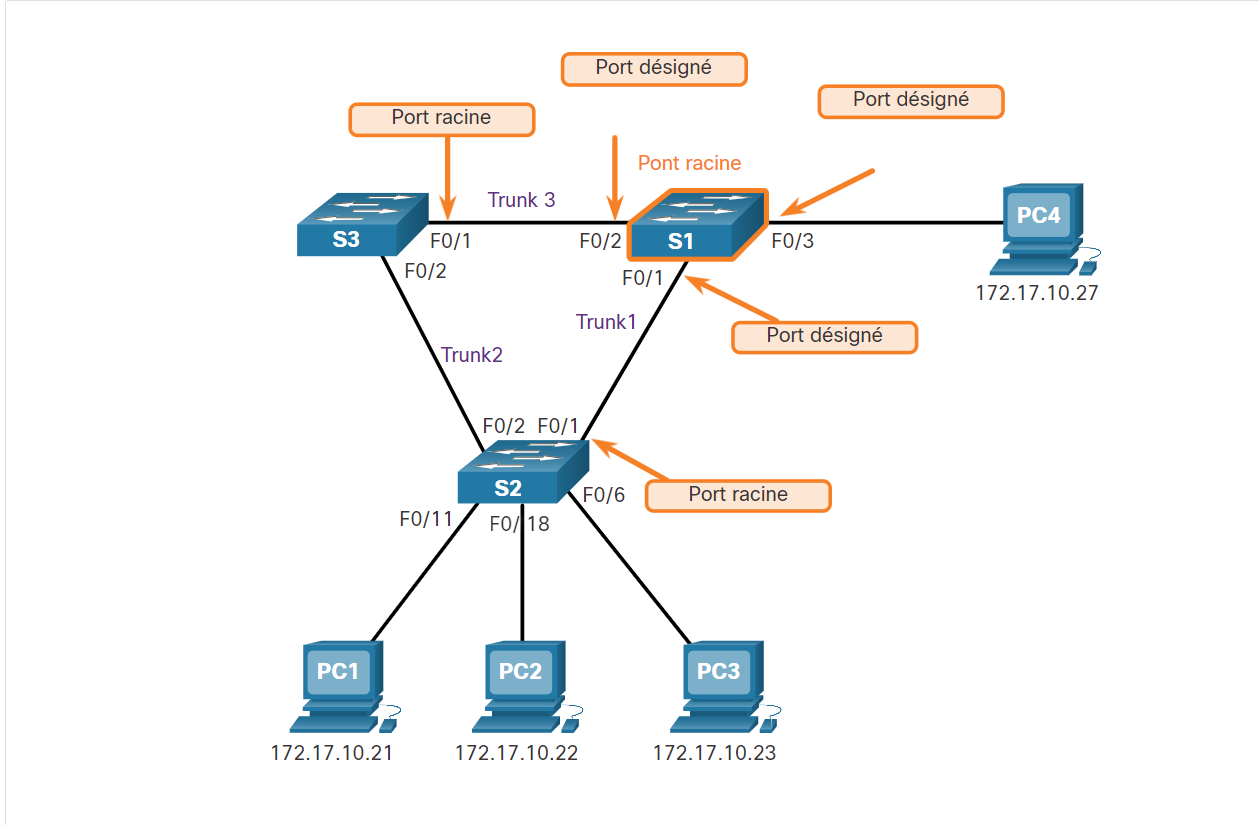 Port désigné
Port désigné
Port racine
Pont racine
Trunk 3
S3
F0/1
F0/2
S1
F0/3
PC4
F0/2
F0/1
172.17.10.27
Trunk1
Port désigné
Trunk2
F0/2 F0/1
S2
F0/6
Port racine
F0/11
F0/18
PC1
PC2
PC3
172.17.10.21
172.17.10.22
172.17.10.23